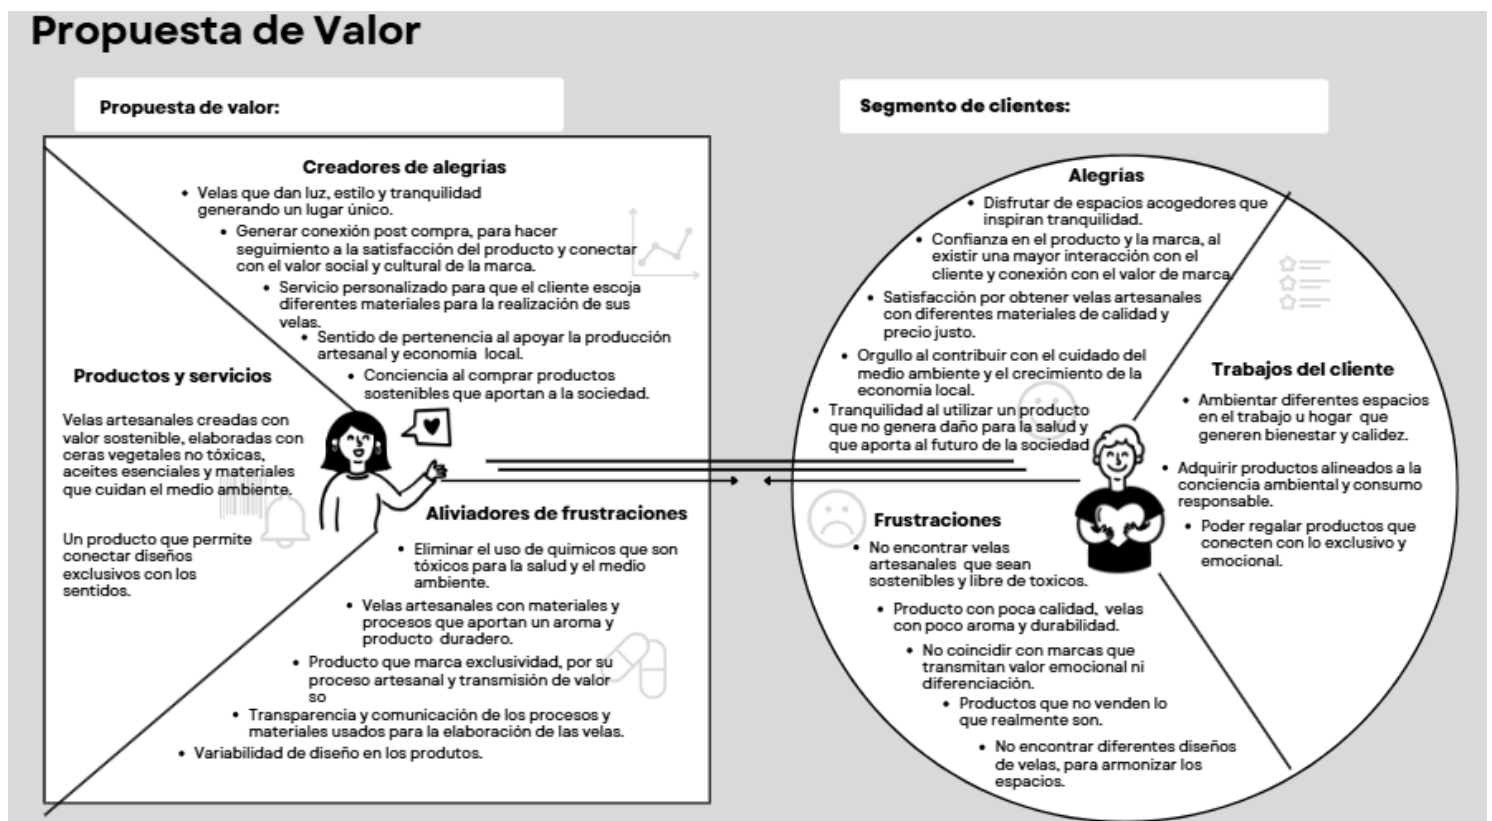 Propuesta de Valor
Propuesta de valor:
Creadores de alegrías
• Velas que dan luz, estilo y tranquilidad
generando un lugar único.
• Generar conexión post compra, para hacer
seguimiento a la satisfacción del producto y conectar
con el valor social y cultural de la marca.
• Servicio personalizado para que el cliente escoja
diferentes materiales para la realización de sus
velas.
• Sentido de pertenencia al apoyar la producción
artesanal y economía local.
• Conciencia al comprar productos
sostenibles que aportan a la sociedad.
Productos y servicios
Velas artesanales creadas con
valor sostenible, elaboradas con
ceras vegetales no tóxicas,
aceites esenciales y materiales
que cuidan el medio ambiente.
Un producto que permite
conectar diseños
exclusivos con los
sentidos.
Aliviadores de frustraciones
• Eliminar el uso de quimicos que son
tóxicos para la salud y el medio
ambiente.
• Velas artesanales con materiales y
procesos que aportan un aroma y
producto duradero.
• Producto que marca exclusividad, por su
proceso artesanal y transmisión de valor
so
• Transparencia y comunicación de los procesos y
materiales usados para la elaboración de las velas.
• Variabilidad de diseño en los produtos.
Segmento de clientes:
Alegrías
• Disfrutar de espacios acogedores que
inspiran tranquilidad.
• Confianza en el producto y la marca, al
existir una mayor interacción con el
cliente y conexión con el valor de marca.
• Satisfacción por obtener velas artesanales
con diferentes materiales de calidad y
precio justo.
• Orgullo al contribuir con el cuidado del
medio ambiente y el crecimiento de la
economía local.
• Tranquilidad al utilizar un producto
que no genera daño para la salud y
que aporta al futuro de la sociedad
Trabajos del cliente
• Ambientar diferentes espacios
en el trabajo u hogar que
generen bienestar y calidez.
• Adquirir productos alineados a la
conciencia ambiental y consumo
responsable.
• Poder regalar productos que
conecten con lo exclusivo y
emocional.
Frustraciones
• No encontrar velas
artesanales que sean
sostenibles y libre de toxicos.
• Producto con poca calidad, velas
con poco aroma y durabilidad.
• No coincidir con marcas que
transmitan valor emocional ni
diferenciación.
• Productos que no venden lo
que realmente son.
• No encontrar diferentes diseños
de velas, para armonizar los
espacios.